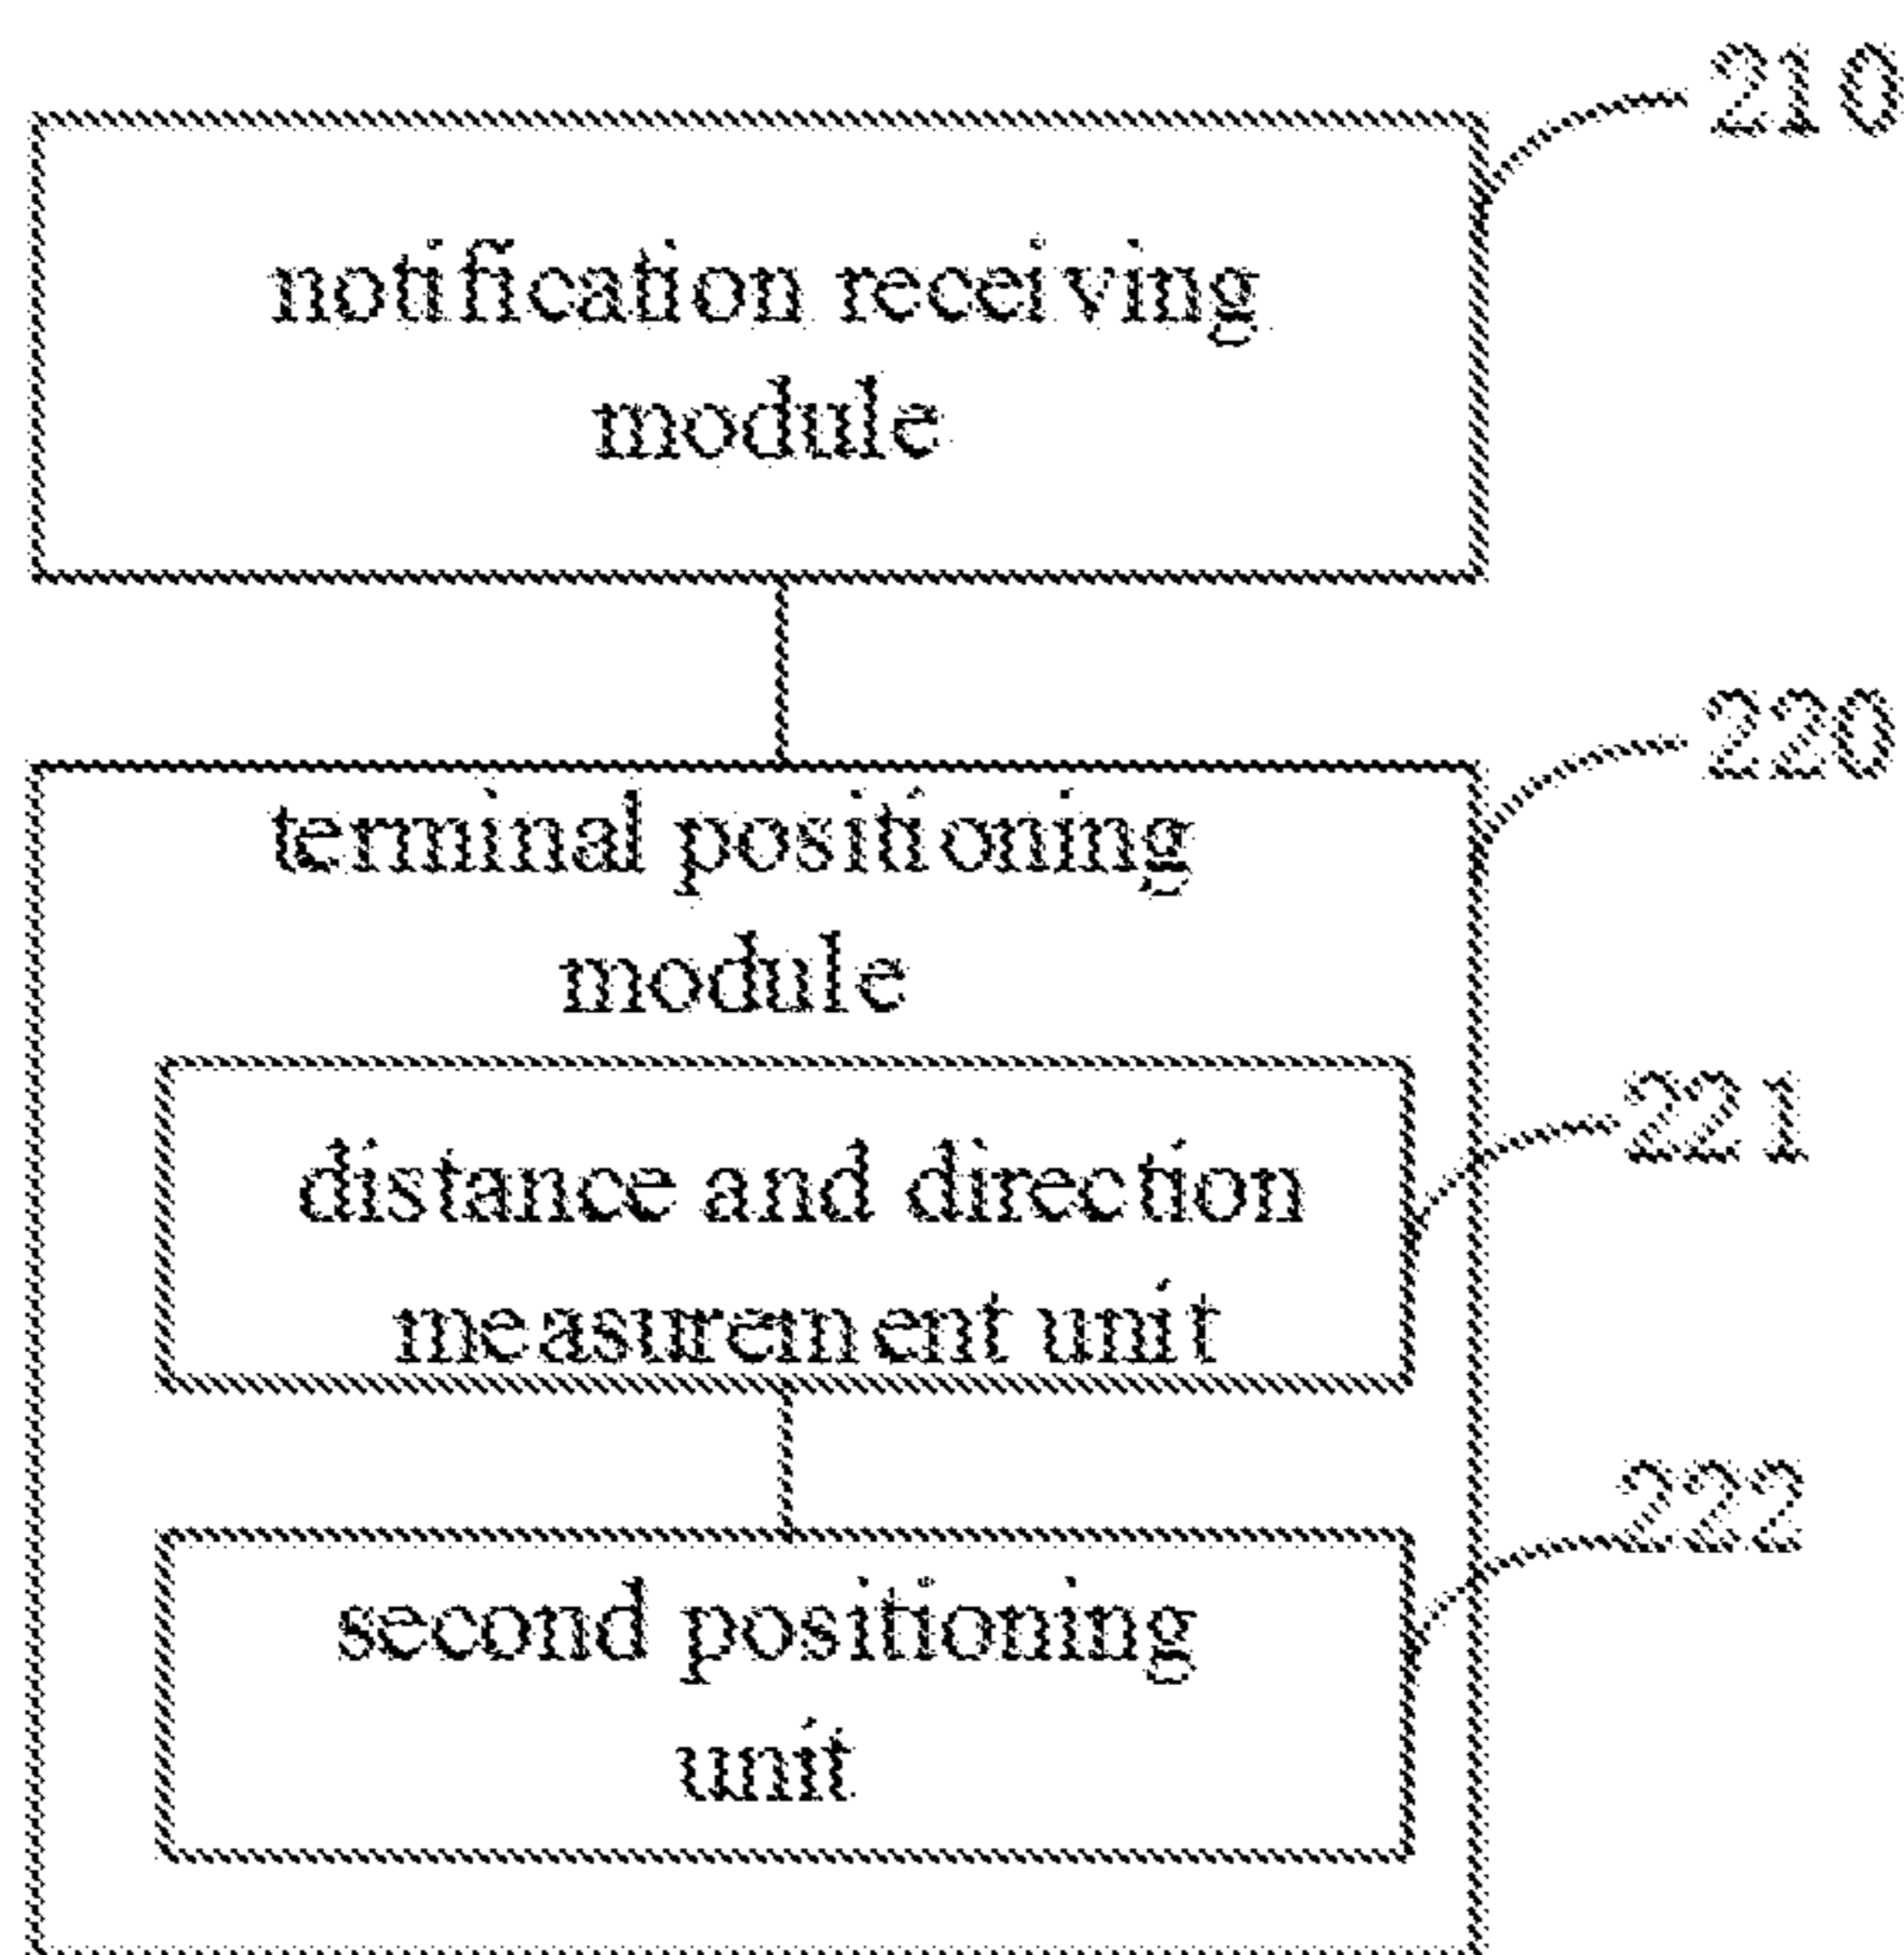 210
notification receiving
module
220
terminal positioning
module
221
distance and direction
measurement unit
222
second positioning
unit